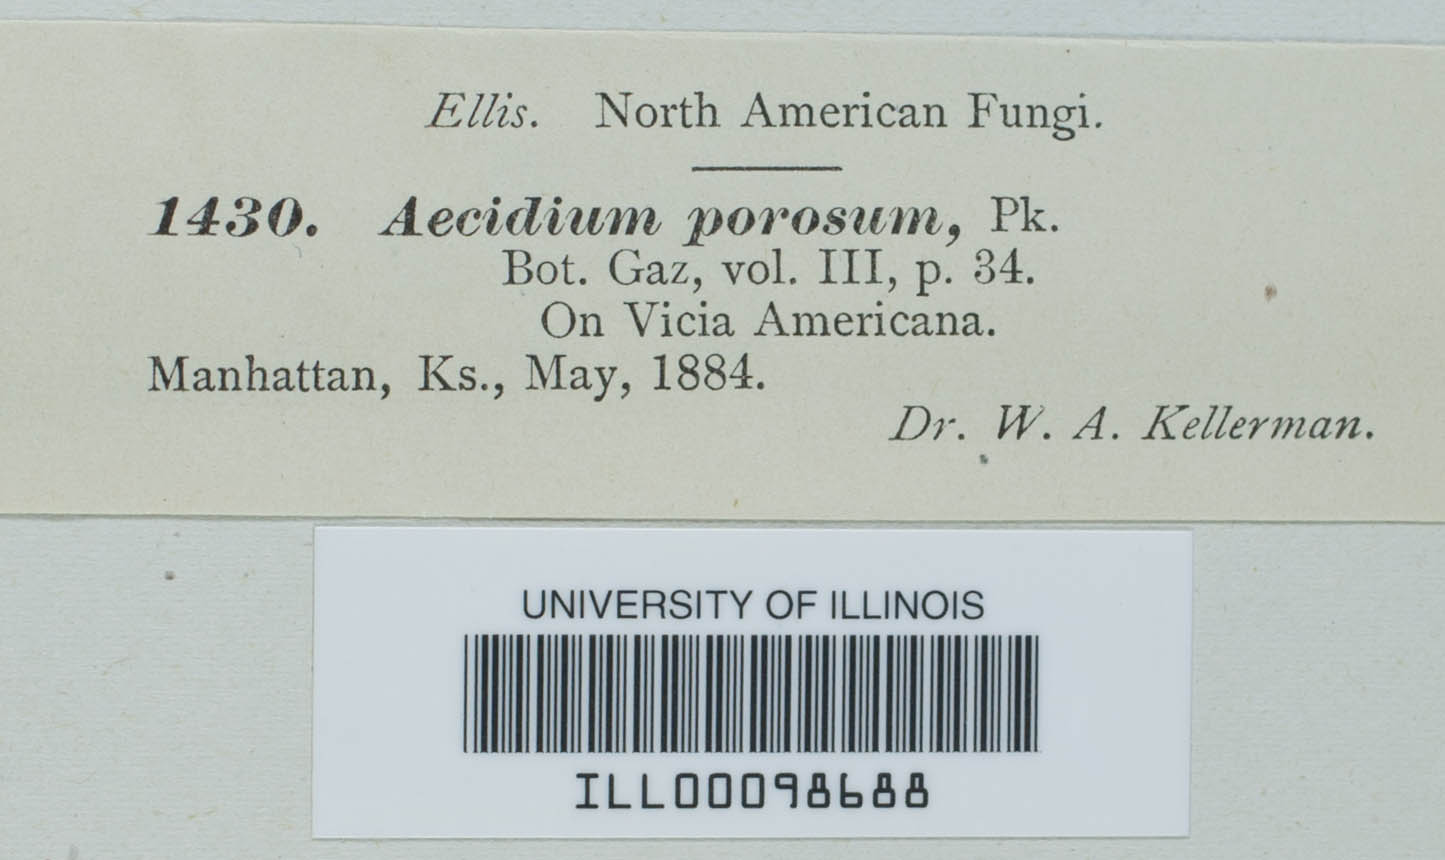 Ellis. North American Fungi.
1430. Aecidium porosum, Pk.
Bot. Gaz, vol. III, p. 34.
On Vicia Americana.
Manhattan, Ks., May, 1884.
Dr. W. A. Kellerman.
UNIVERSITY OF ILLINOIS
ILL00098688